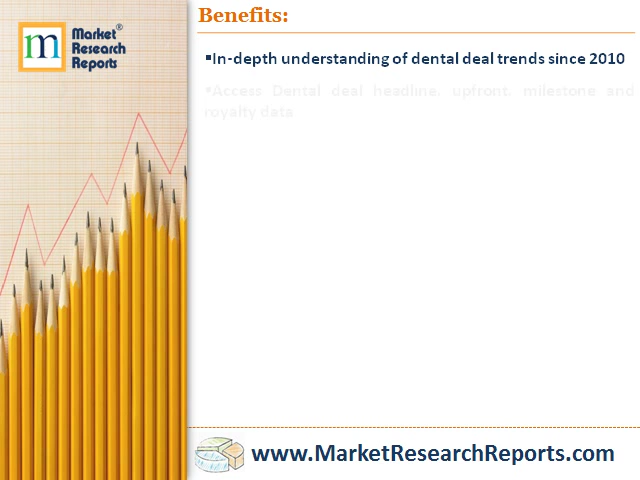 Market®
Research
Reports
m
Benefits:
▪In-depth understanding of dental deal trends since 2010
▪Access Dental deal headline, upfront, milestone and
royalty data
www.MarketResearchReports.com